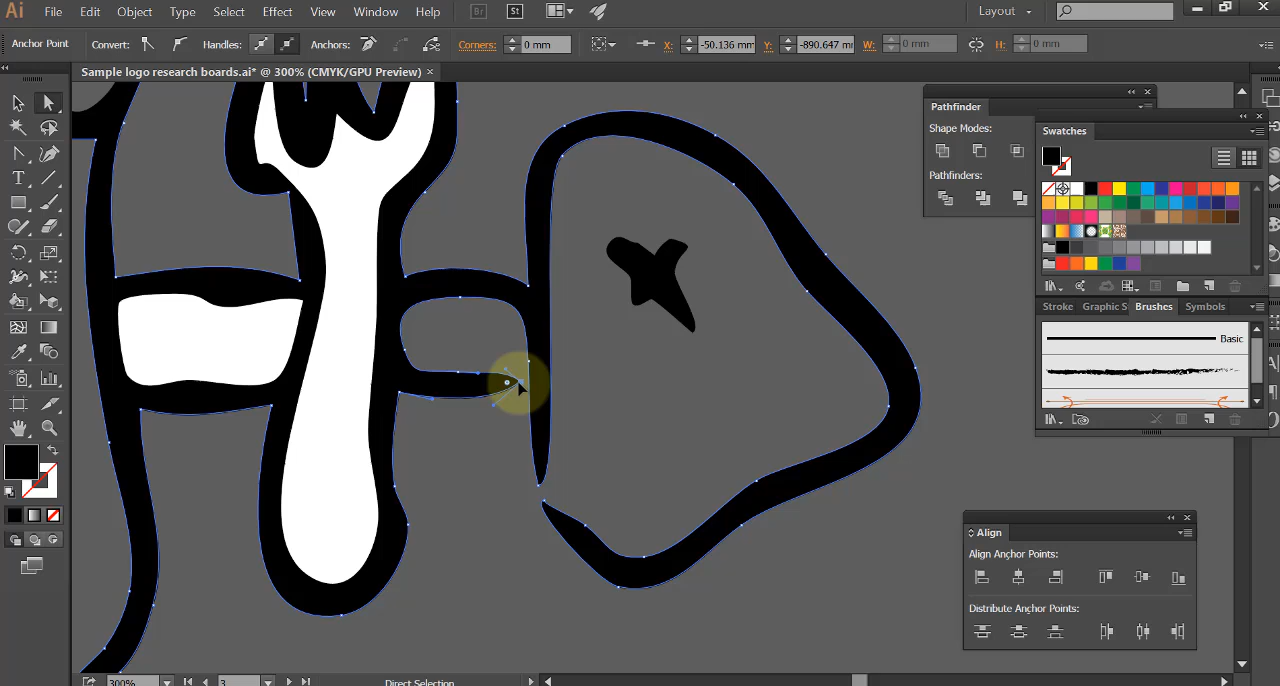 Ai File Edit Object Type Select Effect View Window Help Br St Layout
Anchor Point Convert: Handles: Anchors: Corners: 0 mm X: -50.136 mm Y: -890.647 mm W: 0 mm H: 0 mm
Sample logo research boards.ai* @ 300% (CMYK/GPU Preview) ×
Pathfinder
Shape Modes:
Pathfinders:
Swatches
Stroke Graphic S Brushes Symbols
Basic
Align
Align Anchor Points:
Distribute Anchor Points:
300% 3 Direct Selection